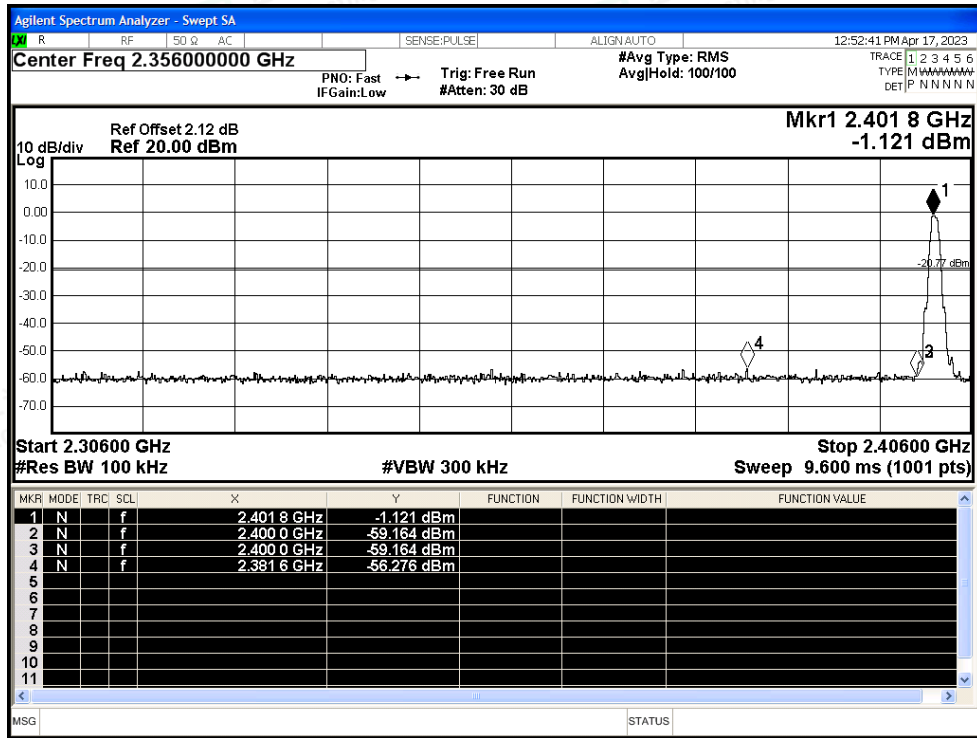 Agilent Spectrum Analyzer - Swept SA
LXI R RF 50 Ω AC SENSE:PULSE ALIGN AUTO 12:52:41 PM Apr 17, 2023
Center Freq 2.356000000 GHz
PNO: Fast
IFGain:Low
Trig: Free Run
#Atten: 30 dB
#Avg Type: RMS
Avg|Hold: 100/100
TRACE 1 2 3 4 5 6
TYPE M
DET P N N N N N
Mkr1 2.401 8 GHz
-1.121 dBm
Ref Offset 2.12 dB
10 dB/div Ref 20.00 dBm
Log
10.0
0.00
-10.0
-20.0
-30.0
-40.0
-50.0
-60.0
-70.0
1
-20.77 dBm
4
Start 2.30600 GHz Stop 2.40600 GHz
#Res BW 100 kHz #VBW 300 kHz Sweep 9.600 ms (1001 pts)
MKR MODE TRC SCL X Y FUNCTION FUNCTION WIDTH FUNCTION VALUE
1 N f 2.401 8 GHz -1.121 dBm
2 N f 2.400 0 GHz -59.164 dBm
3 N f 2.400 0 GHz -59.164 dBm
4 N f 2.381 6 GHz -56.276 dBm
5
6
7
8
9
10
11
MSG STATUS